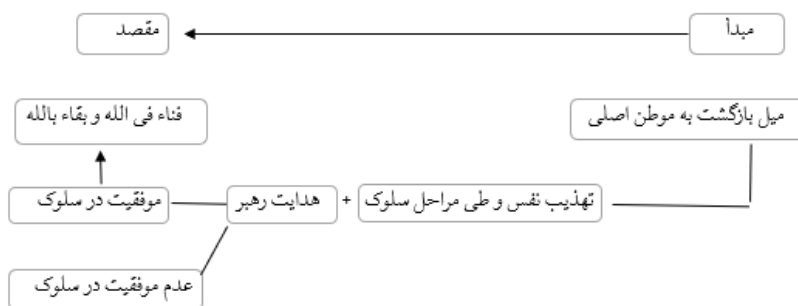 مبدأ
مقصد
میل بازگشت به موطن اصلی
فناء فی الله و بقاء بالله
تهذیب نفس و طی مراحل سلوک + هدایت رهبر
موفقیت در سلوک
عدم موفقیت در سلوک